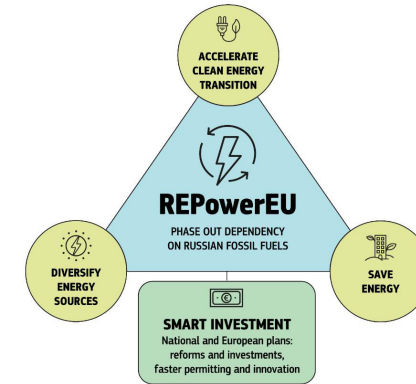 ACCELERATE
CLEAN ENERGY
TRANSITION
REPowerEU
PHASE OUT DEPENDENCY
ON RUSSIAN FOSSIL FUELS
DIVERSIFY
ENERGY
SOURCES
SAVE
ENERGY
€
SMART INVESTMENT
National and European plans:
reforms and investments,
faster permitting and innovation